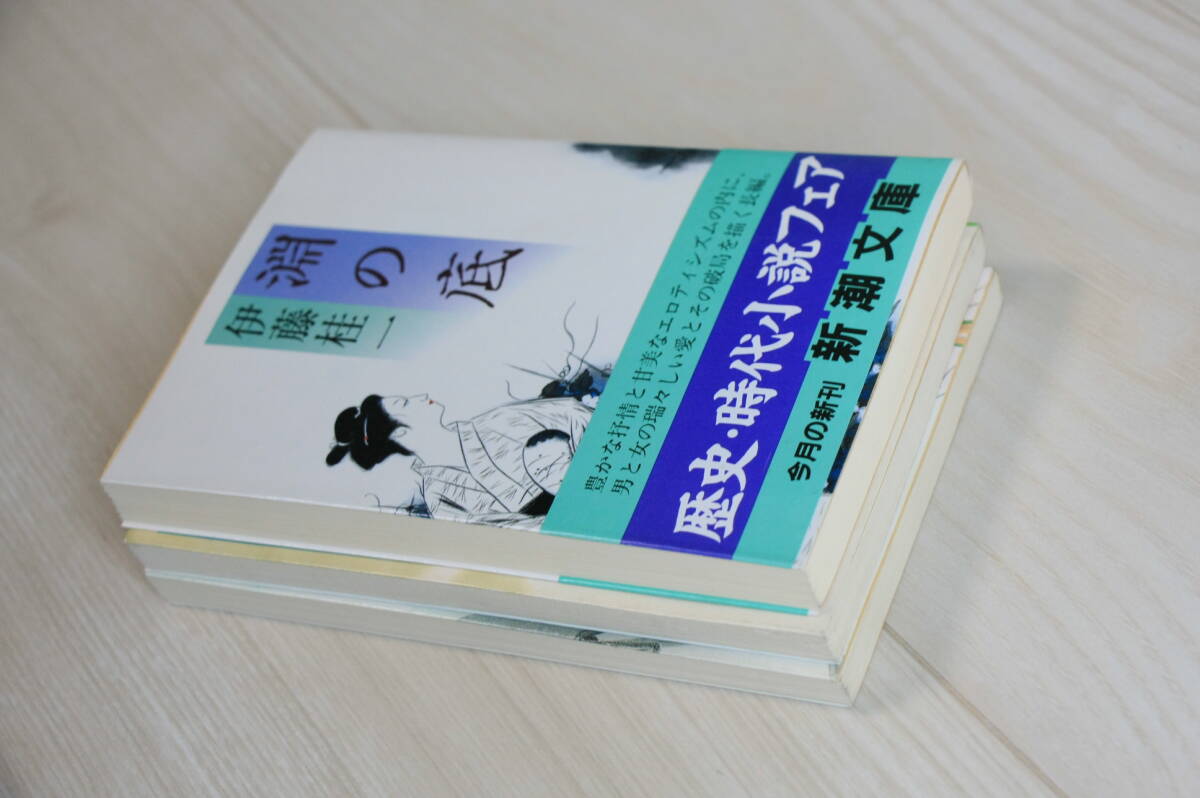 淵の底
伊藤桂一
豊かな抒情と甘美なエロティシズムの内に、
男と女の瑞々しい愛とその破局を描く長編。
歴史・時代小説フェア
今月の新刊 新潮文庫